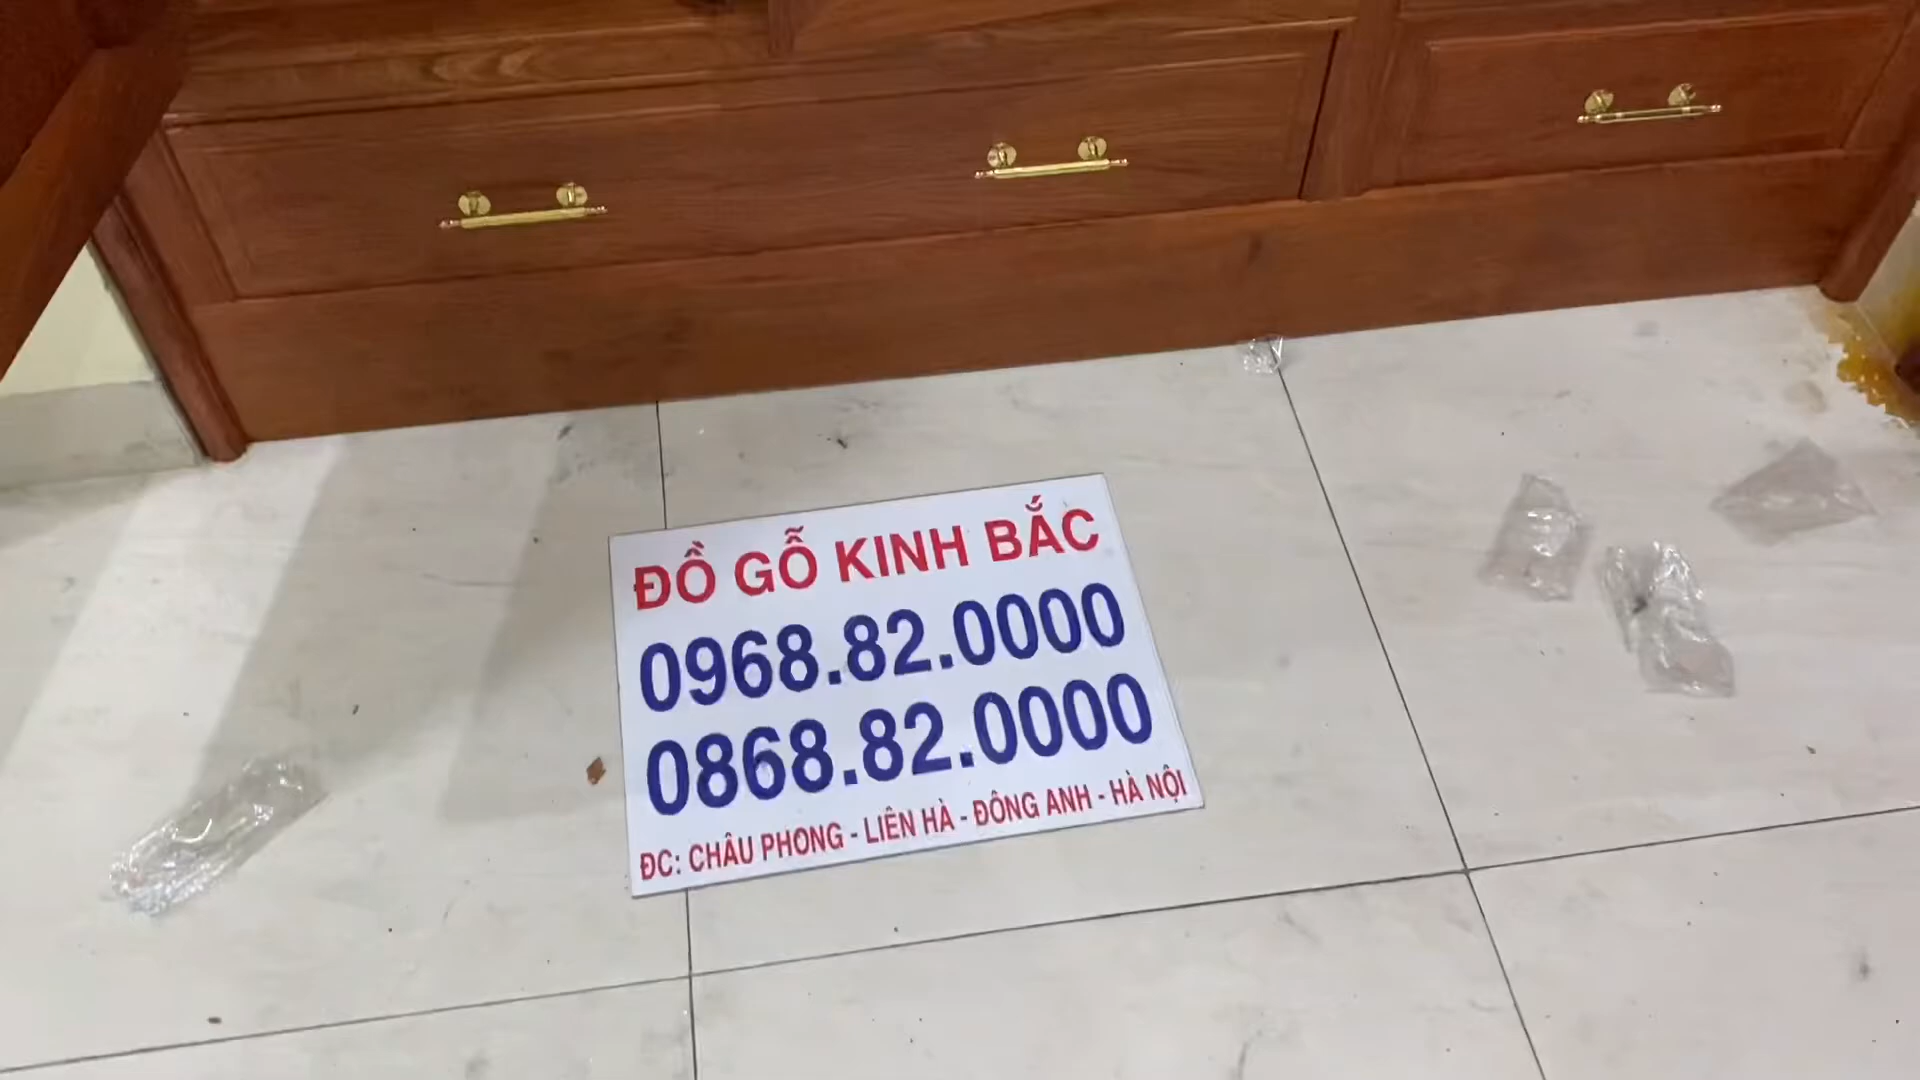 ĐỒ GỖ KINH BẮC
0968.82.0000
0868.82.0000
ĐC: CHÂU PHONG - LIÊN HÀ - ĐÔNG ANH - HÀ NỘI